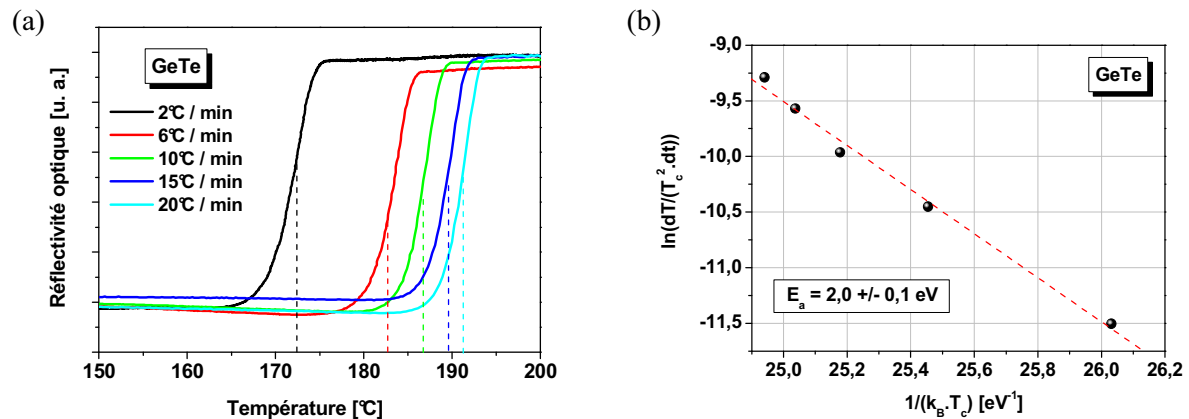 (a)
GeTe
2°C / min
6°C / min
10°C / min
15°C / min
20°C / min
Réflectivité optique [u. a.]
150 160 170 180 190 200
Température [°C]
(b)
-9,0
-9,5
-10,0
-10,5
-11,0
-11,5
ln(dT/(T_c^2.dt))
GeTe
E_a = 2,0 +/- 0,1 eV
25,0 25,2 25,4 25,6 25,8 26,0 26,2
1/(k_B.T_c) [eV^-1]